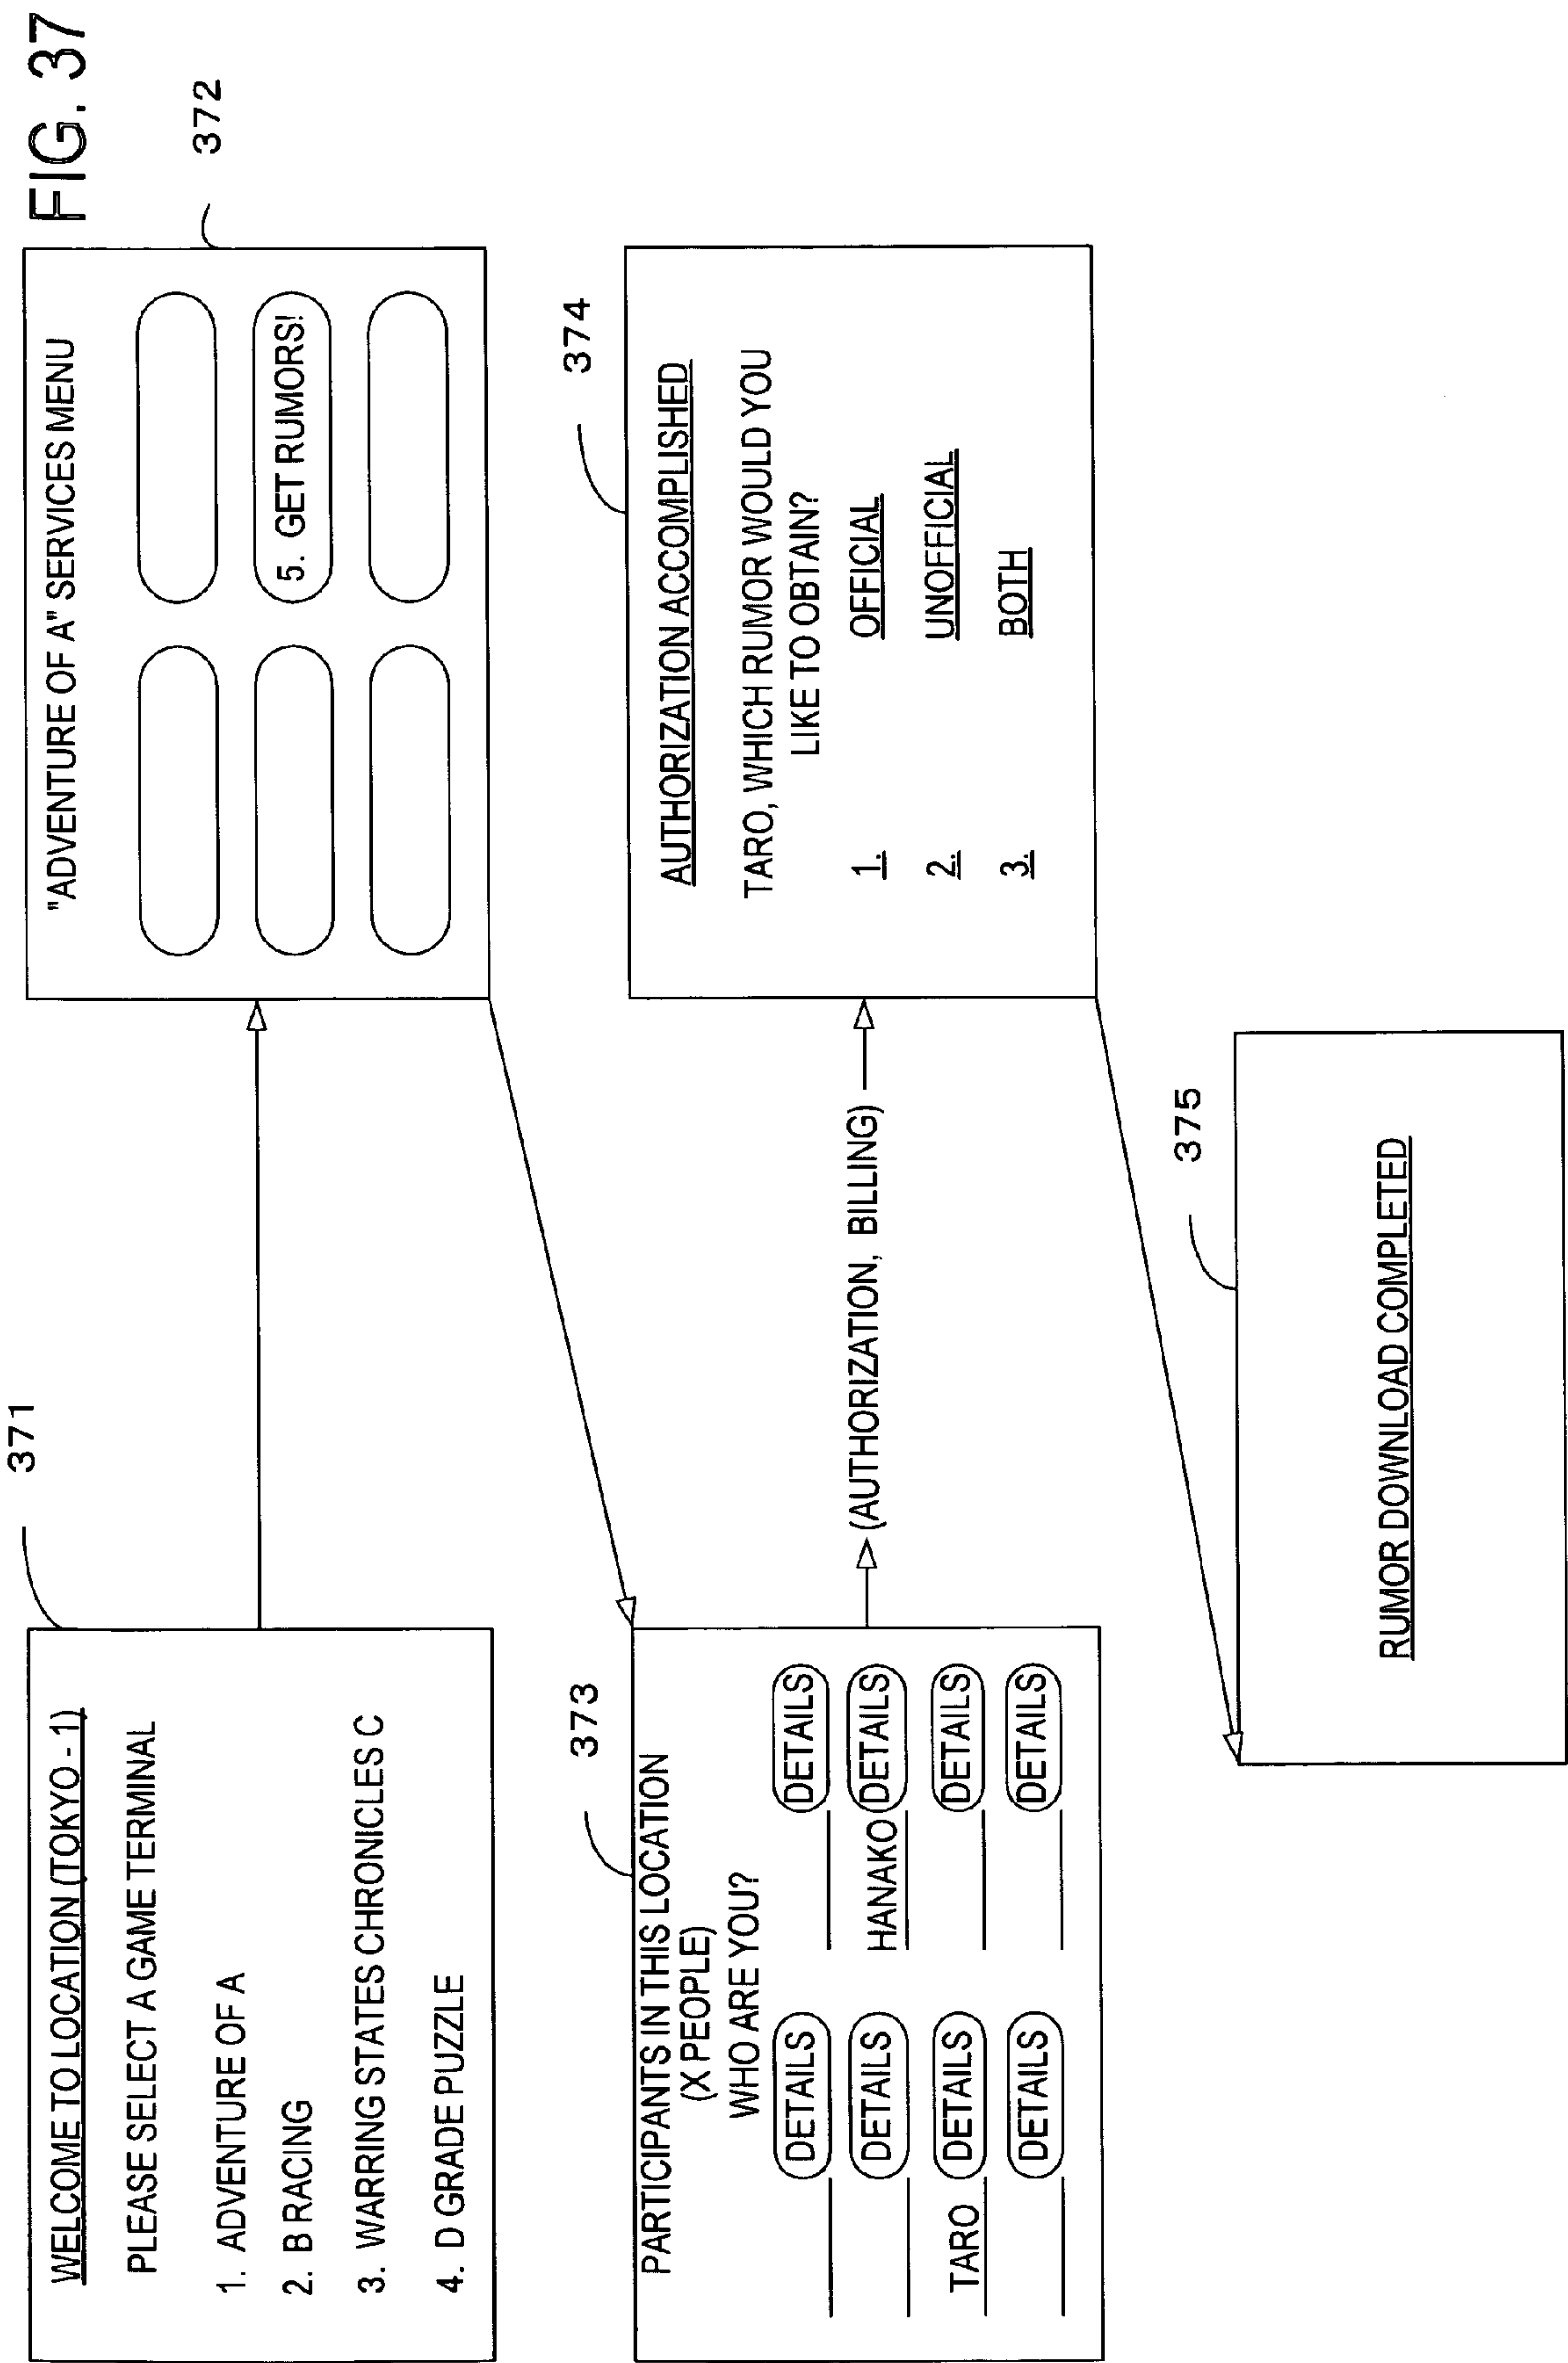 FIG. 37
371
WELCOME TO LOCATION (TOKYO - 1)
PLEASE SELECT A GAME TERMINAL
1. ADVENTURE OF A
2. B RACING
3. WARRING STATES CHRONICLES C
4. D GRADE PUZZLE
372
"ADVENTURE OF A" SERVICES MENU
5. GET RUMORS!
373
PARTICIPANTS IN THIS LOCATION
(X PEOPLE)
WHO ARE YOU?
DETAILS DETAILS
DETAILS HANAKO DETAILS
TARO DETAILS DETAILS
DETAILS DETAILS
(AUTHORIZATION, BILLING)
374
AUTHORIZATION ACCOMPLISHED
TARO, WHICH RUMOR WOULD YOU
LIKE TO OBTAIN?
1. OFFICIAL
2. UNOFFICIAL
3. BOTH
375
RUMOR DOWNLOAD COMPLETED